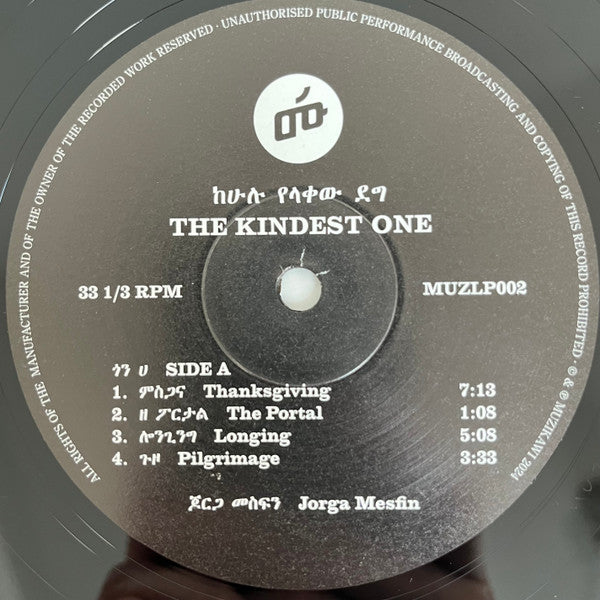 ALL RIGHTS OF THE MANUFACTURER AND OF THE OWNER OF THE RECORDED WORK RESERVED · UNAUTHORISED PUBLIC PERFORMANCE BROADCASTING AND COPYING OF THIS RECORD PROHIBITED · ℗ & © MUZIKAWI 2024
ከሁሉ የላቀው ደግ
THE KINDEST ONE
33 1/3 RPM MUZLP002
ጎን ሀ SIDE A
1. ምስጋና Thanksgiving 7:13
2. ዘ ፖርታል The Portal 1:08
3. ሎንጊንግ Longing 5:08
4. ጉዞ Pilgrimage 3:33
ጆርጋ መስፍን Jorga Mesfin